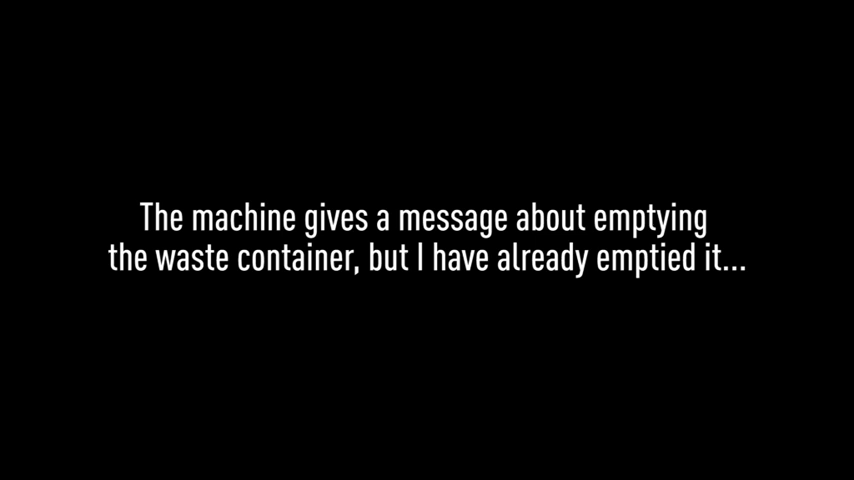 The machine gives a message about emptying
the waste container, but I have already emptied it...